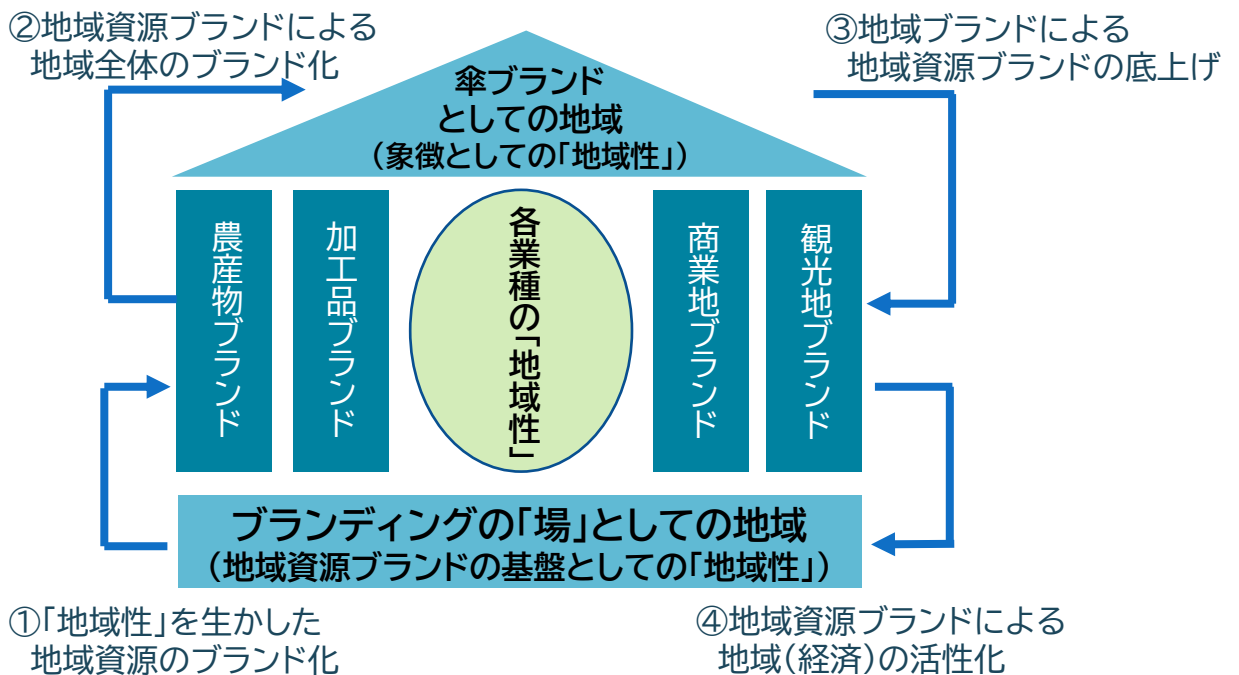 ②地域資源ブランドによる
地域全体のブランド化
③地域ブランドによる
地域資源ブランドの底上げ
傘ブランド
としての地域
(象徴としての「地域性」)
農産物ブランド
加工品ブランド
各業種の「地域性」
商業地ブランド
観光地ブランド
ブランディングの「場」としての地域
(地域資源ブランドの基盤としての「地域性」)
①「地域性」を生かした
地域資源のブランド化
④地域資源ブランドによる
地域(経済)の活性化